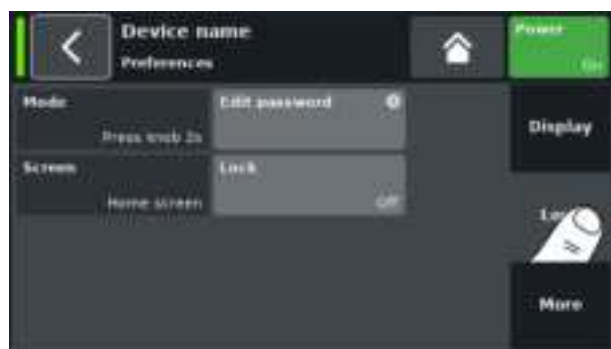 Device name
Preferences
Power
On
Mode
Press knob 2s
Edit password
Display
Screen
Home screen
Lock
Off
More